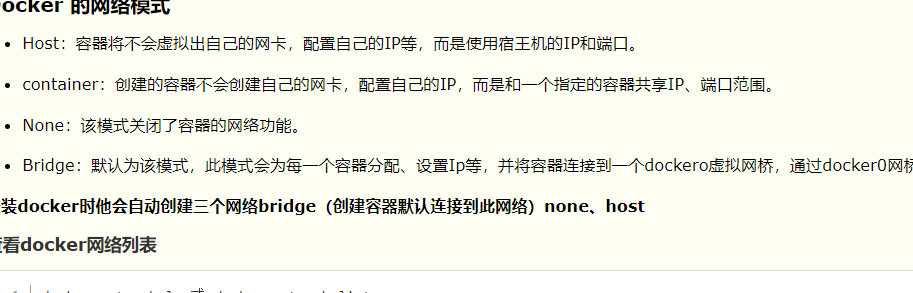 Docker 的网络模式
Host：容器将不会虚拟出自己的网卡，配置自己的IP等，而是使用宿主机的IP和端口。
container：创建的容器不会创建自己的网卡，配置自己的IP，而是和一个指定的容器共享IP、端口范围。
None：该模式关闭了容器的网络功能。
Bridge：默认为该模式，此模式会为每一个容器分配、设置Ip等，并将容器连接到一个dockero虚拟网桥，通过docker0网桥
装docker时他会自动创建三个网络bridge（创建容器默认连接到此网络）none、host
查看docker网络列表